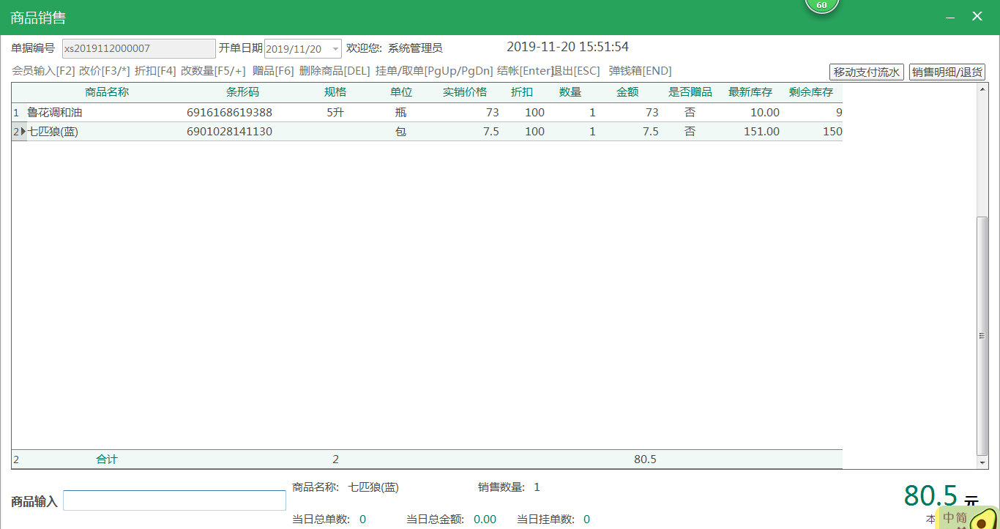 60
商品销售
单据编号 xs2019112000007 开单日期 2019/11/20 欢迎您: 系统管理员 2019-11-20 15:51:54
会员输入[F2] 改价[F3/*] 折扣[F4] 改数量[F5/+] 赠品[F6] 删除商品[DEL] 挂单/取单[PgUp/PgDn] 结帐[Enter]退出[ESC] 弹钱箱[END] 移动支付流水 销售明细/退货
商品名称 条形码 规格 单位 实销价格 折扣 数量 金额 是否赠品 最新库存 剩余库存
1 鲁花调和油 6916168619388 5升 瓶 73 100 1 73 否 10.00 9
2 七匹狼(蓝) 6901028141130 包 7.5 100 1 7.5 否 151.00 150
2 合计 2 80.5
商品名称: 七匹狼(蓝) 销售数量: 1
商品输入 80.5 元
当日总单数: 0 当日总金额: 0.00 当日挂单数: 0 本 中简